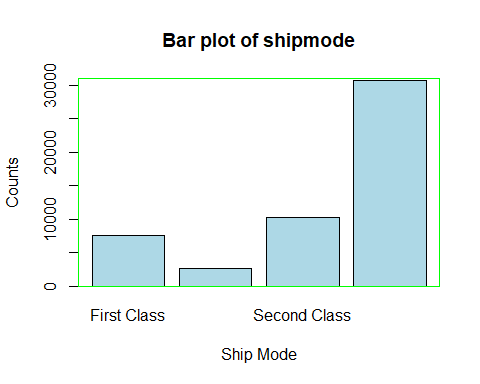 Bar plot of shipmode
30000
20000
10000
0
Counts
First Class Second Class
Ship Mode